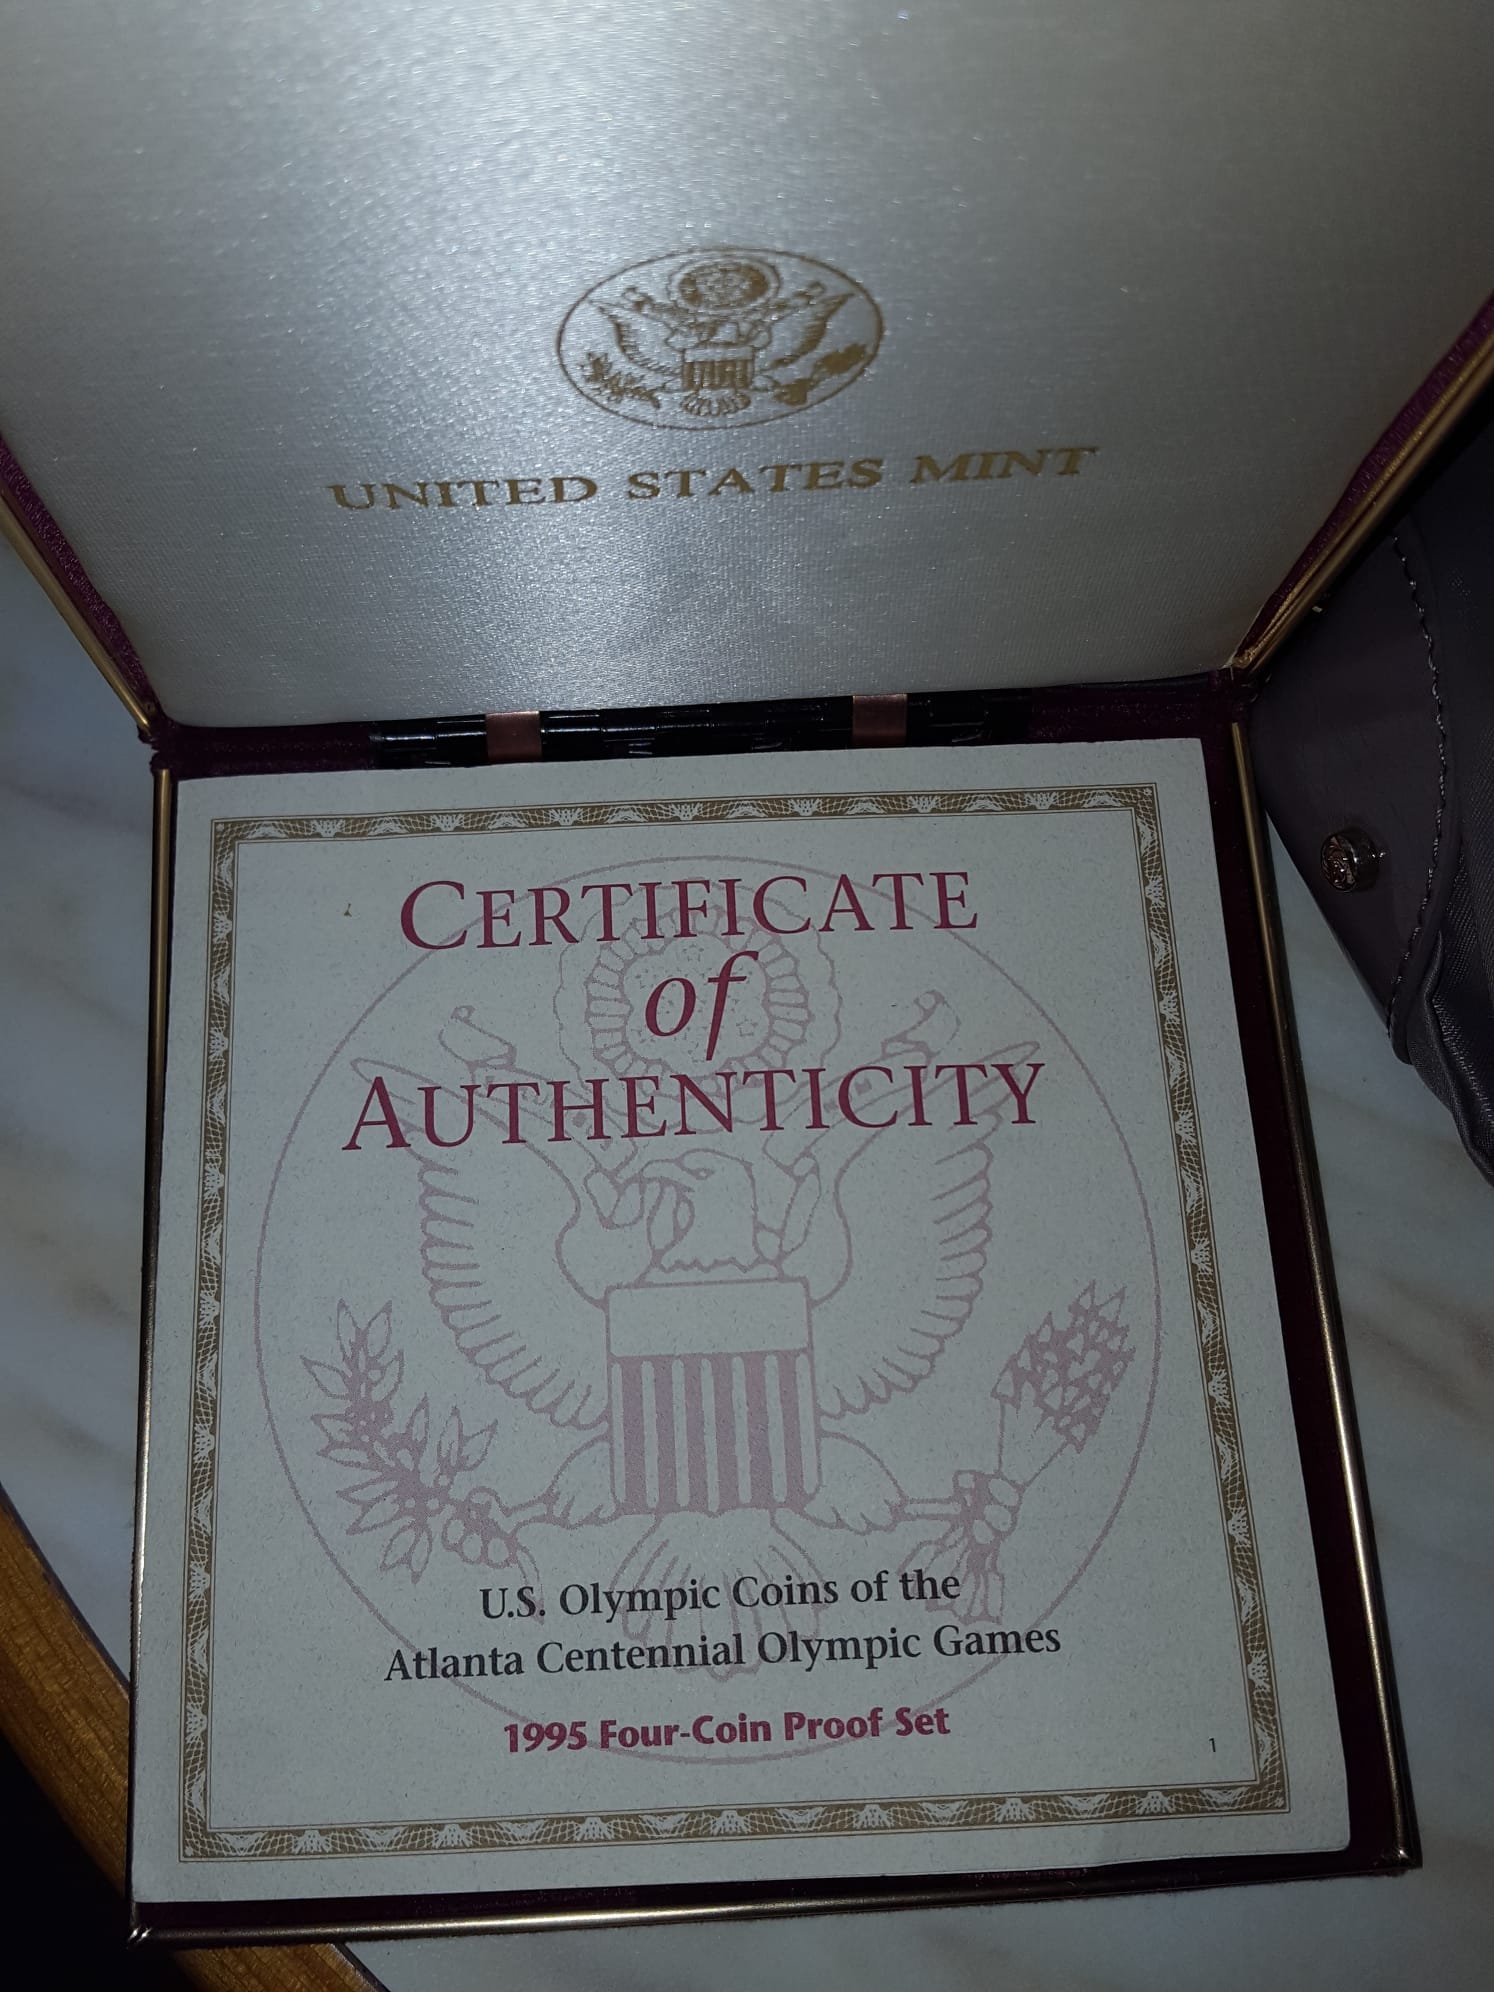 UNITED STATES MINT
CERTIFICATE
of
AUTHENTICITY
U.S. Olympic Coins of the
Atlanta Centennial Olympic Games
1995 Four-Coin Proof Set
1